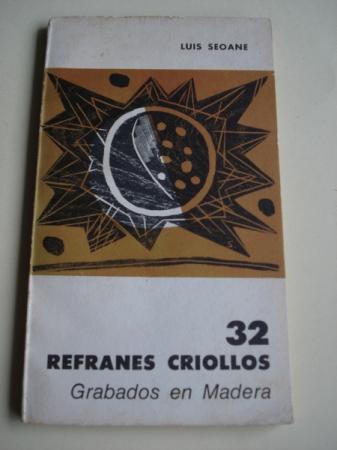 LUIS SEOANE
32
REFRANES CRIOLLOS
Grabados en Madera